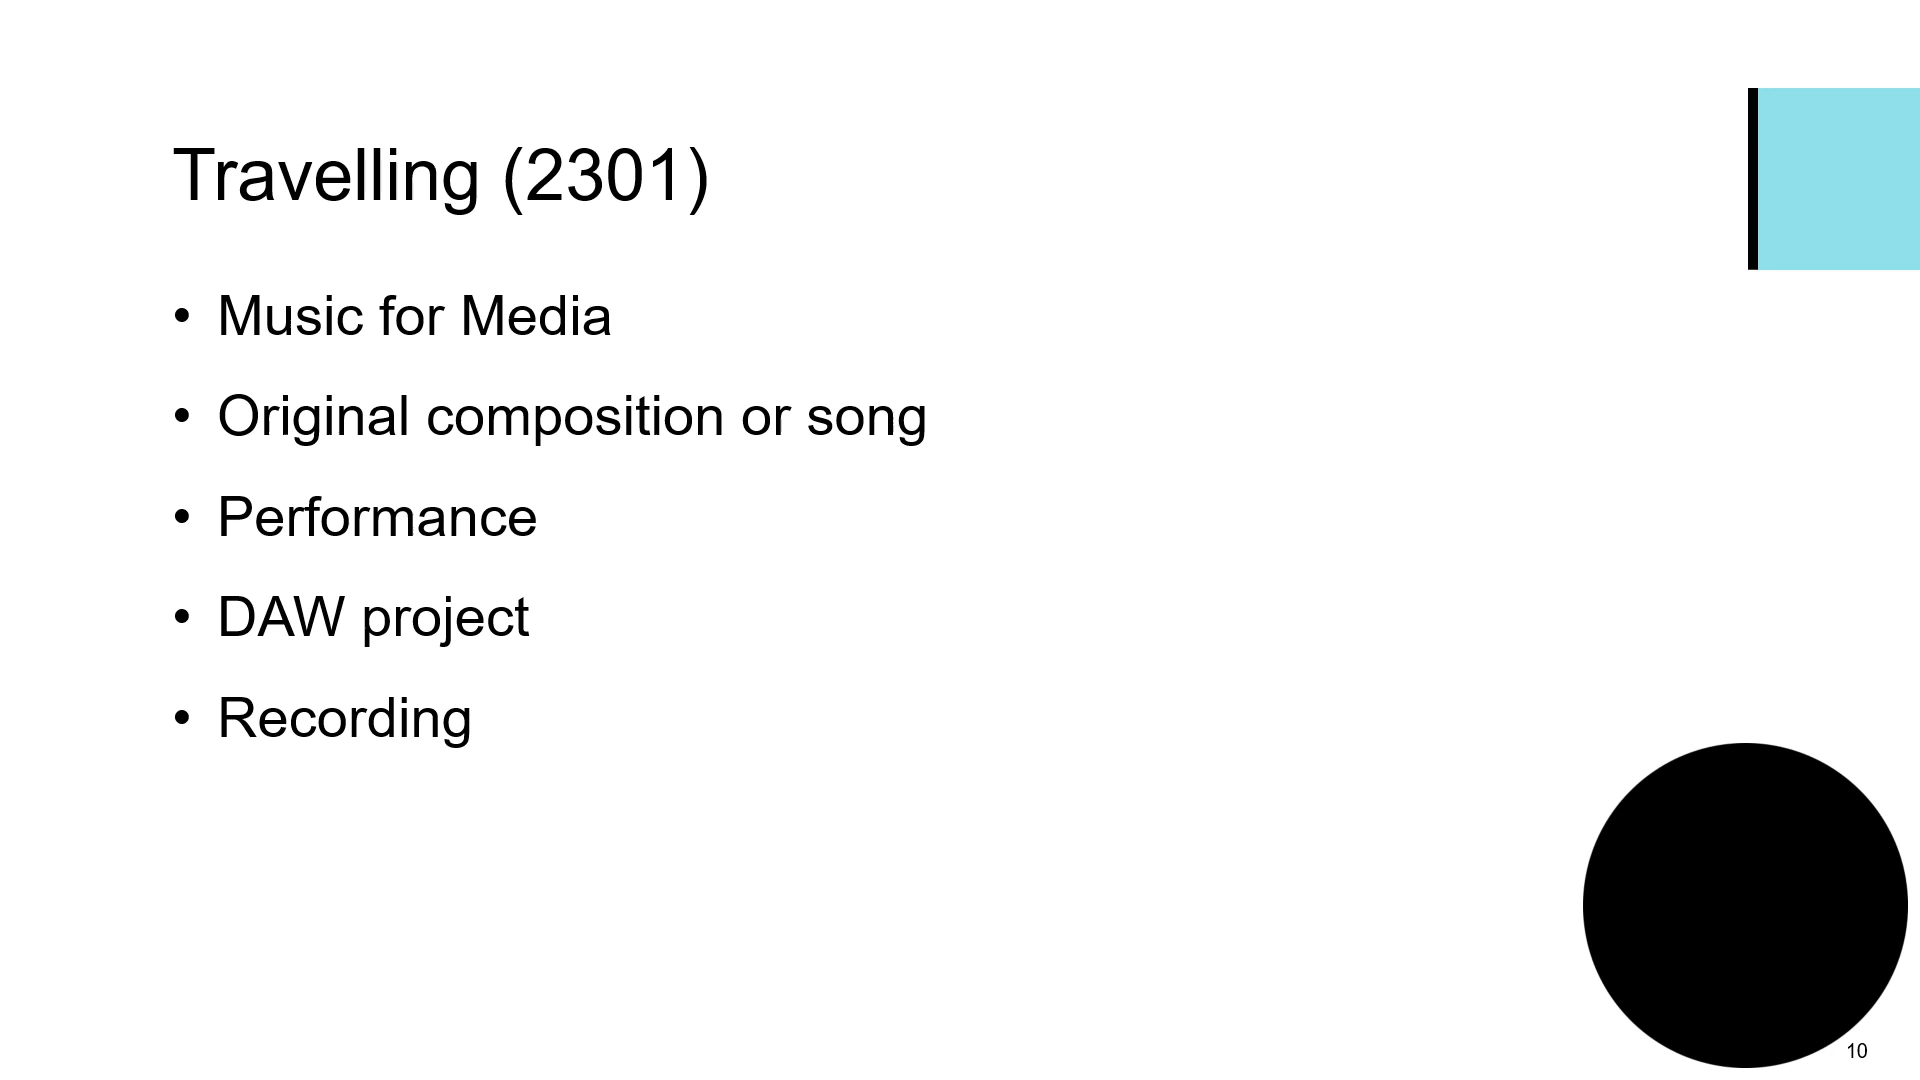 Travelling (2301)
• Music for Media
• Original composition or song
• Performance
• DAW project
• Recording
10